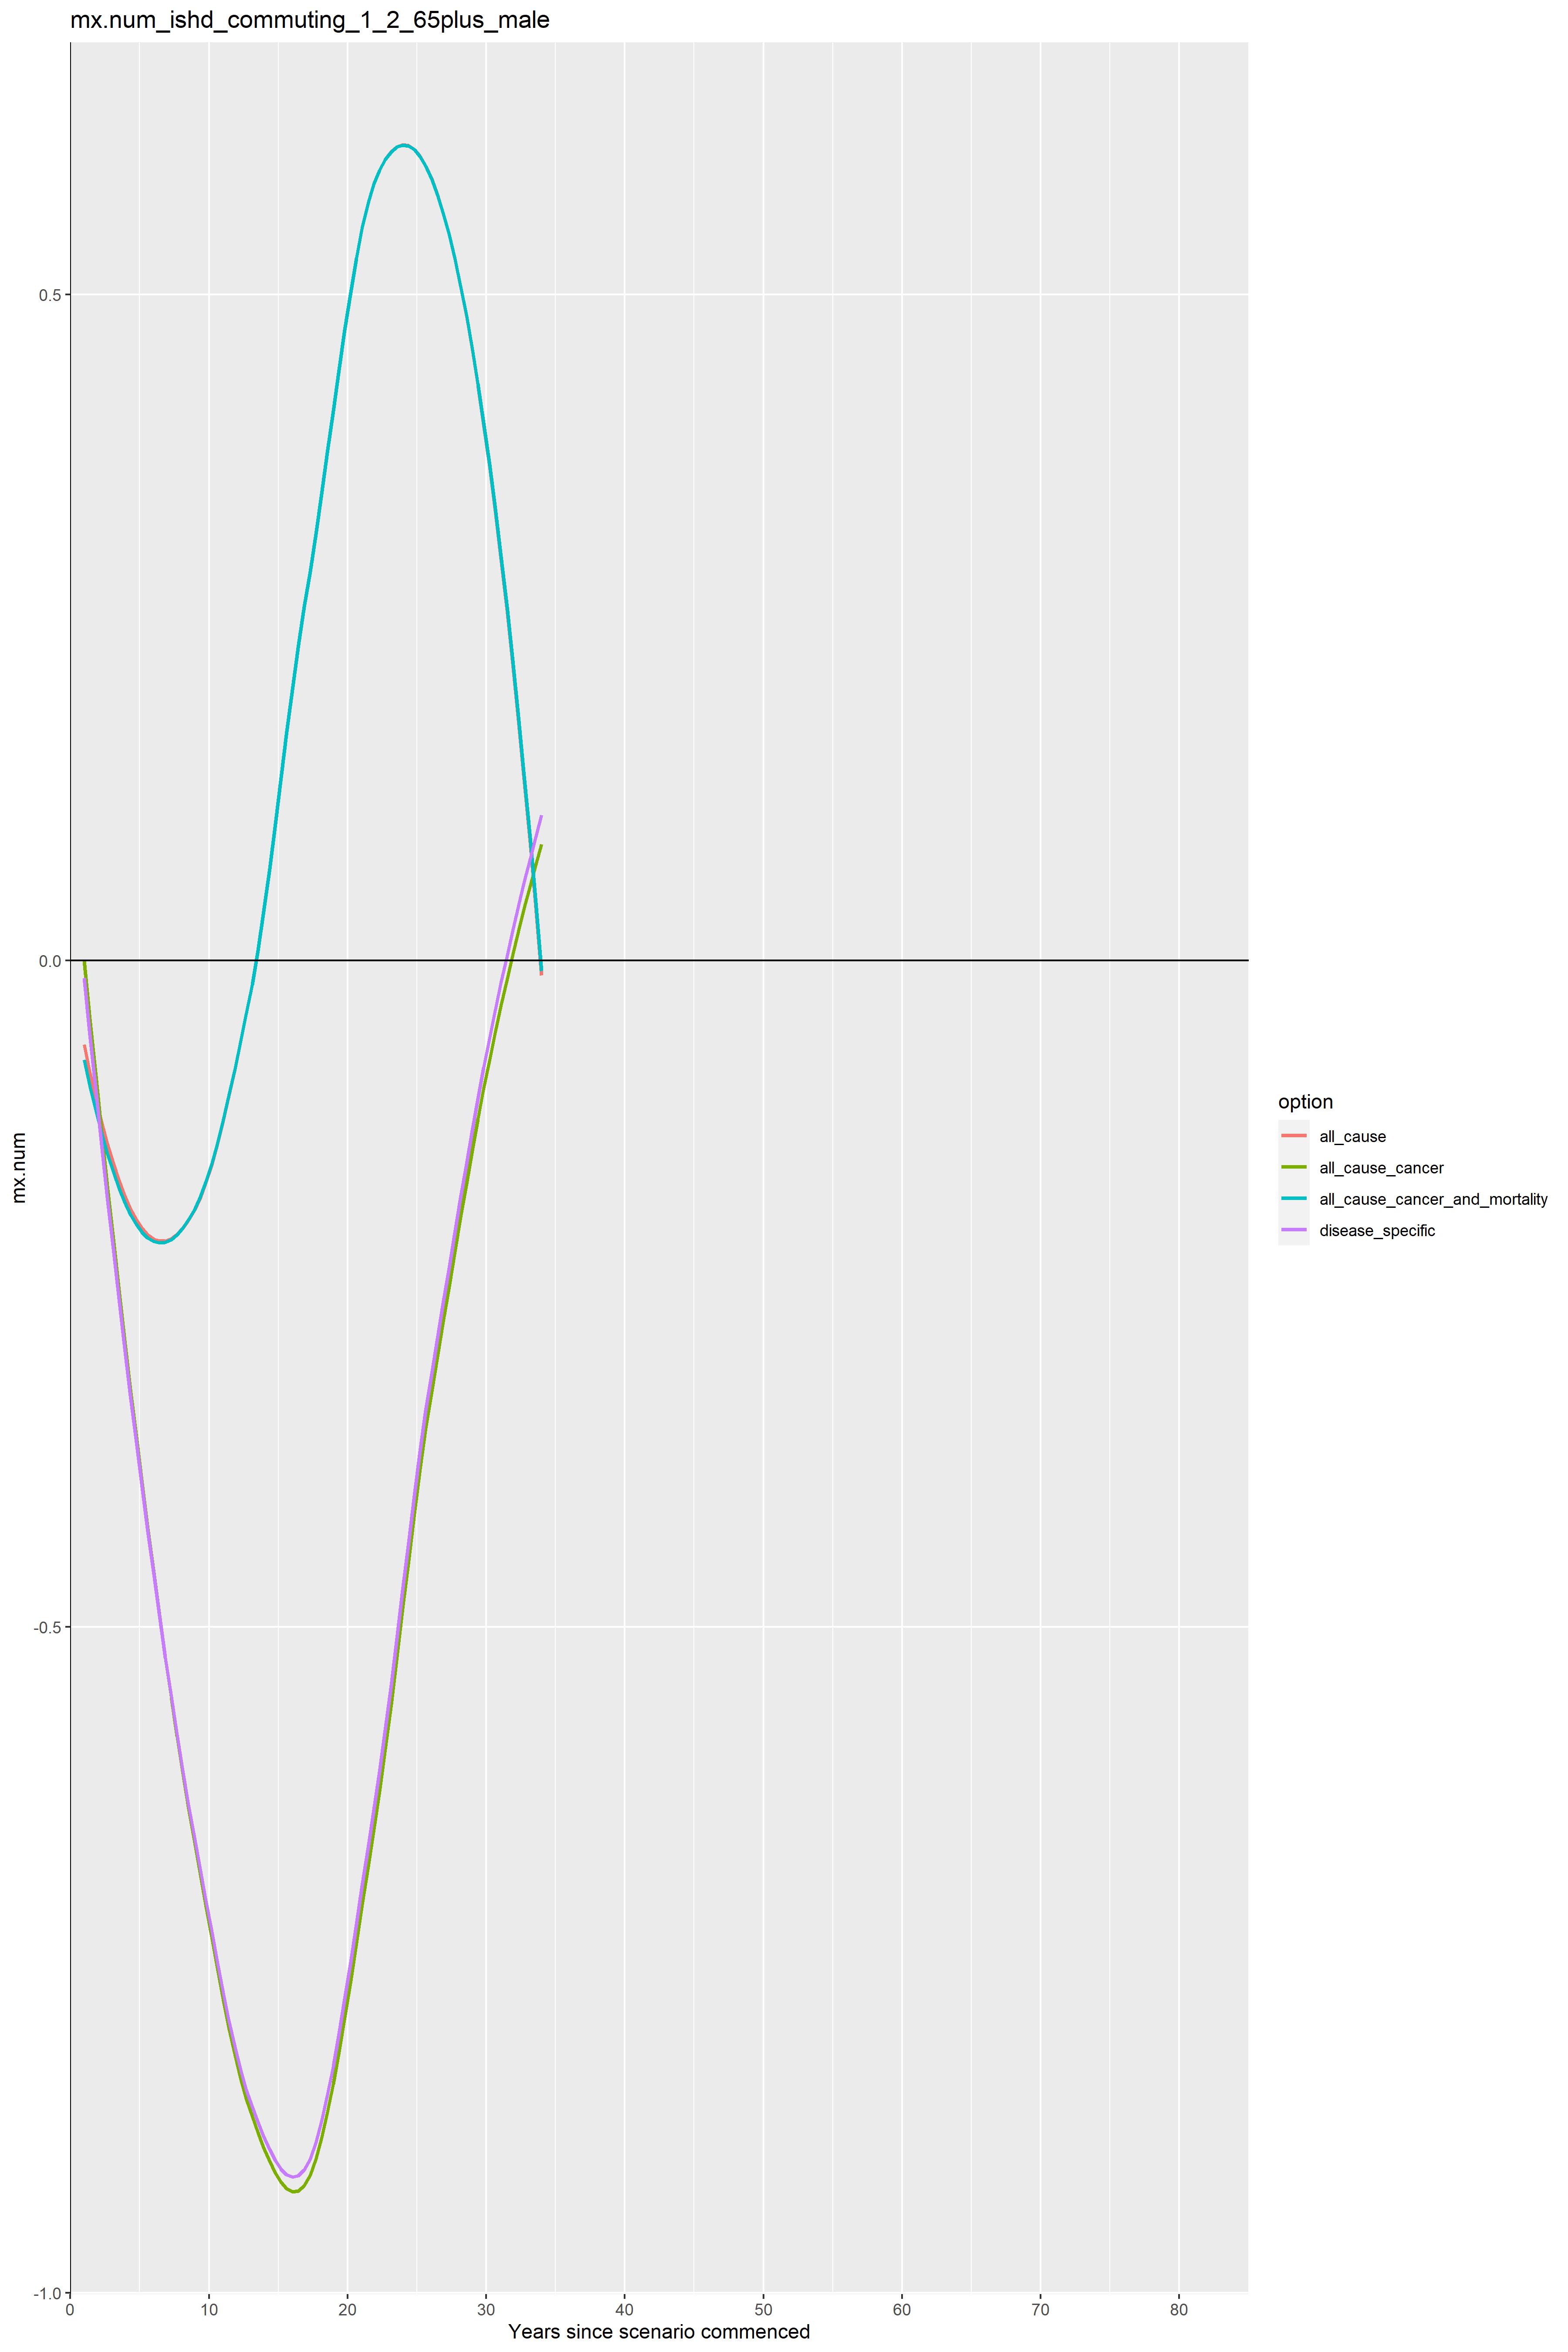 mx.num_ishd_commuting_1_2_65plus_male
0.5
0.0
-0.5
-1.0
mx.num
0 10 20 30 40 50 60 70 80
Years since scenario commenced
option
all_cause
all_cause_cancer
all_cause_cancer_and_mortality
disease_specific